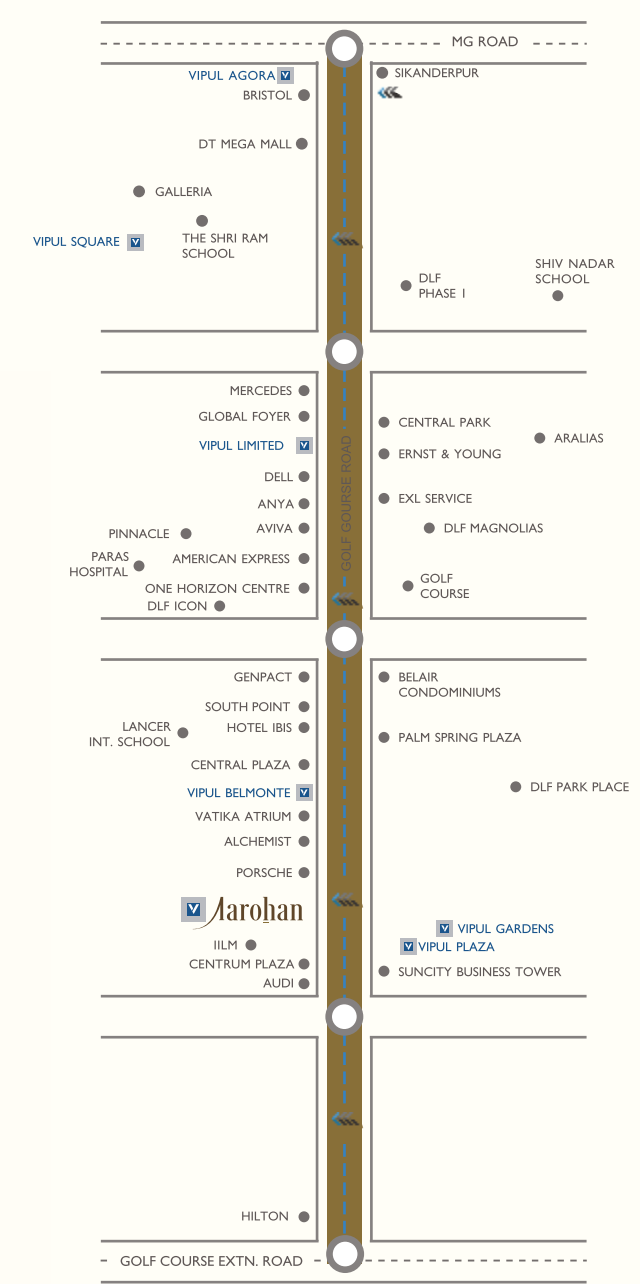 MG ROAD
VIPUL AGORA
SIKANDERPUR
BRISTOL
DT MEGA MALL
GALLERIA
THE SHRI RAM
SCHOOL
VIPUL SQUARE
SHIV NADAR
SCHOOL
DLF
PHASE 1
MERCEDES
GLOBAL FOYER
VIPUL LIMITED
DELL
ANYA
AVIVA
PINNACLE
PARAS
HOSPITAL
AMERICAN EXPRESS
ONE HORIZON CENTRE
DLF ICON
GOLF GOURSE ROAD
CENTRAL PARK
ARALIAS
ERNST & YOUNG
EXL SERVICE
DLF MAGNOLIAS
GOLF
COURSE
GENPACT
SOUTH POINT
HOTEL IBIS
LANCER
INT. SCHOOL
CENTRAL PLAZA
VIPUL BELMONTE
VATIKA ATRIUM
ALCHEMIST
PORSCHE
Aarohan
IILM
CENTRUM PLAZA
AUDI
BELAIR
CONDOMINIUMS
PALM SPRING PLAZA
DLF PARK PLACE
VIPUL GARDENS
VIPUL PLAZA
SUNCITY BUSINESS TOWER
HILTON
GOLF COURSE EXTN. ROAD